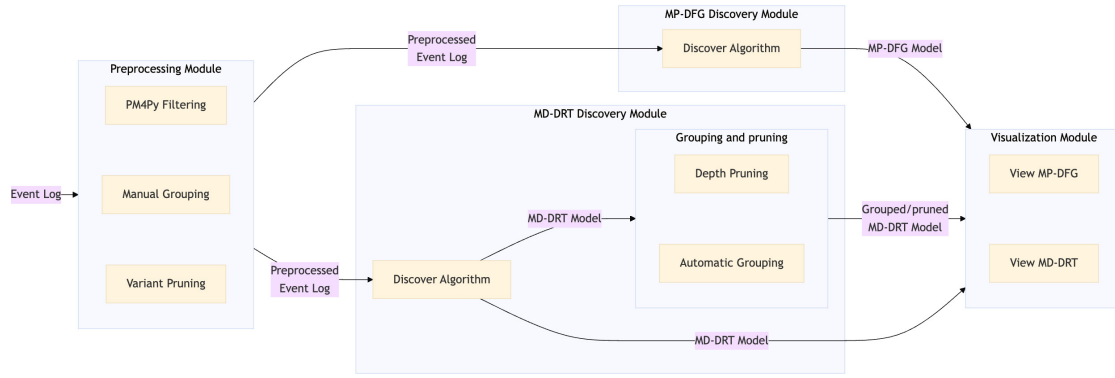 MP-DFG Discovery Module
Preprocessed
Event Log
Discover Algorithm
MP-DFG Model
Preprocessing Module
PM4Py Filtering
Event Log
Manual Grouping
Variant Pruning
Preprocessed
Event Log
MD-DRT Discovery Module
Discover Algorithm
MD-DRT Model
Grouping and pruning
Depth Pruning
Automatic Grouping
Grouped/pruned
MD-DRT Model
MD-DRT Model
Visualization Module
View MP-DFG
View MD-DRT